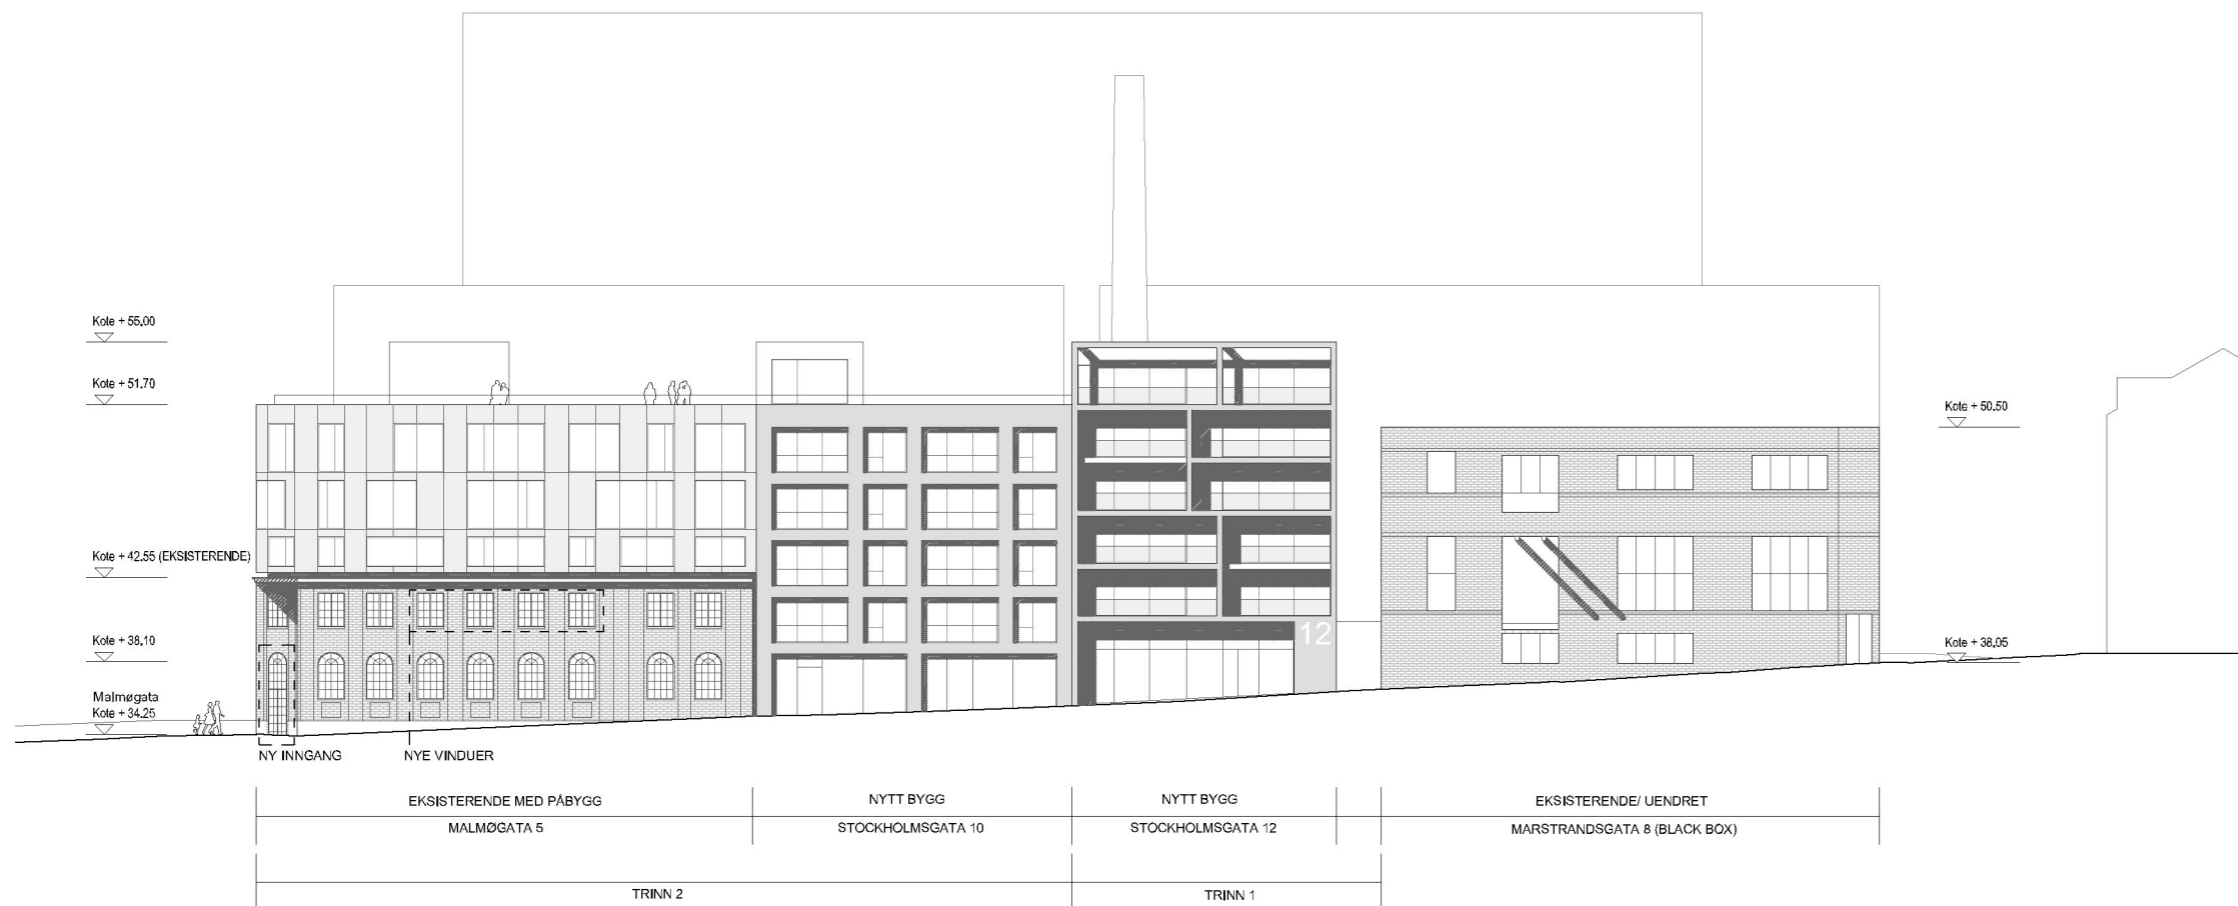 Kote + 55,00
Kote + 51.70
Kote + 50.50
Kote + 42.55 (EKSISTERENDE)
12
Kote + 38,10
Kote + 38,05
Malmøgata
Kote + 34.25
NY INNGANG
NYE VINDUER
EKSISTERENDE MED PÅBYGG
NYTT BYGG
NYTT BYGG
EKSISTERENDE/ UENDRET
MALMØGATA 5
STOCKHOLMSGATA 10
STOCKHOLMSGATA 12
MARSTRANDSGATA 8 (BLACK BOX)
TRINN 2
TRINN 1